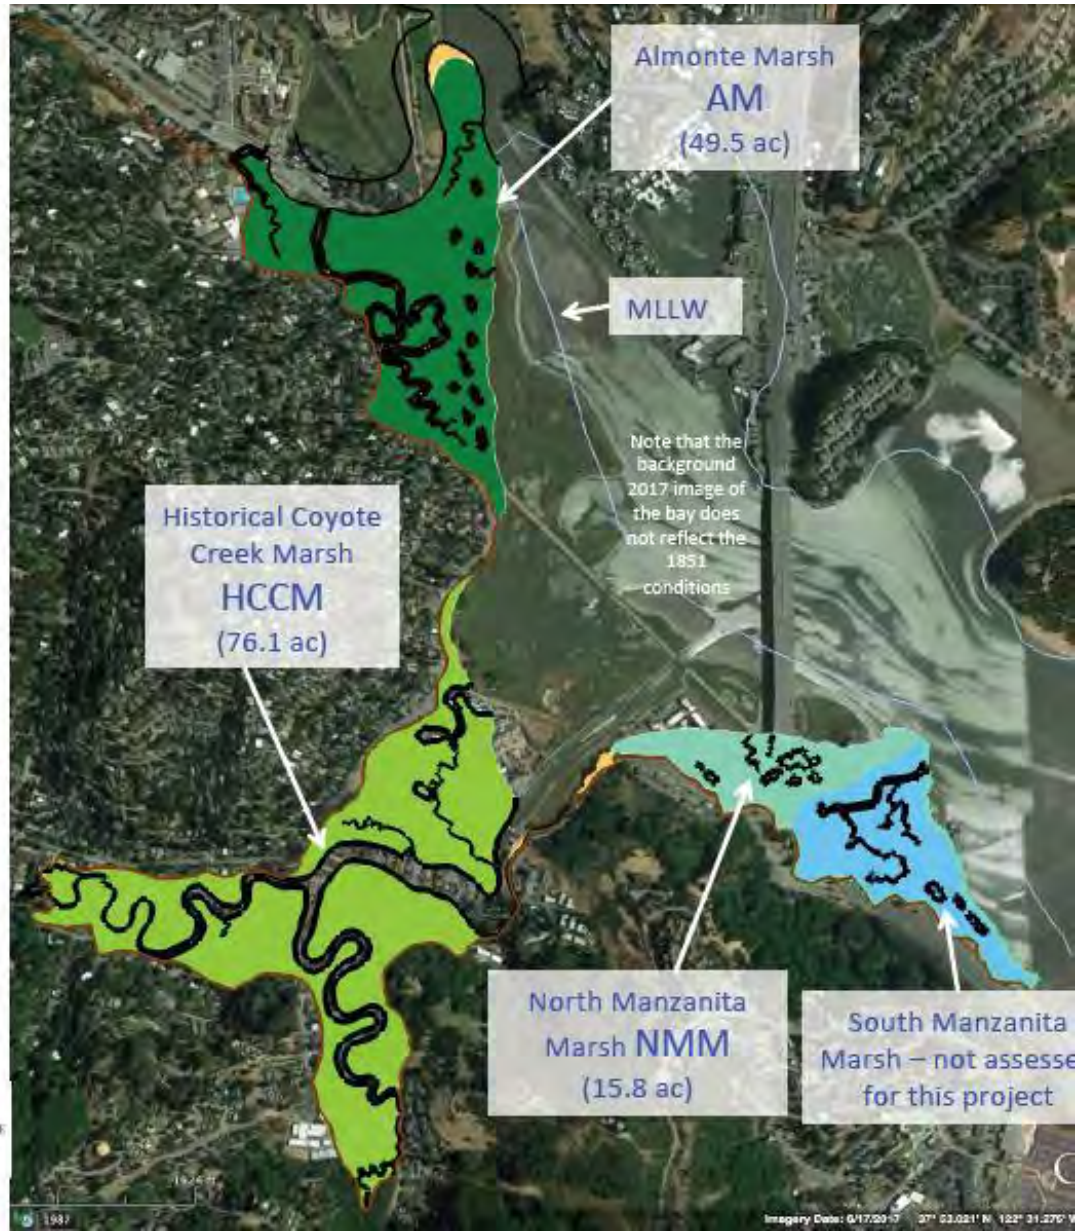 Almonte Marsh
AM
(49.5 ac)
MLLW
Note that the
background
2017 image of
the bay does
not reflect the
1851
conditions
Historical Coyote
Creek Marsh
HCCM
(76.1 ac)
North Manzanita
Marsh NMM
(15.8 ac)
South Manzanita
Marsh – not assesse
for this project
1987
Imagery Date: 6/17/2017